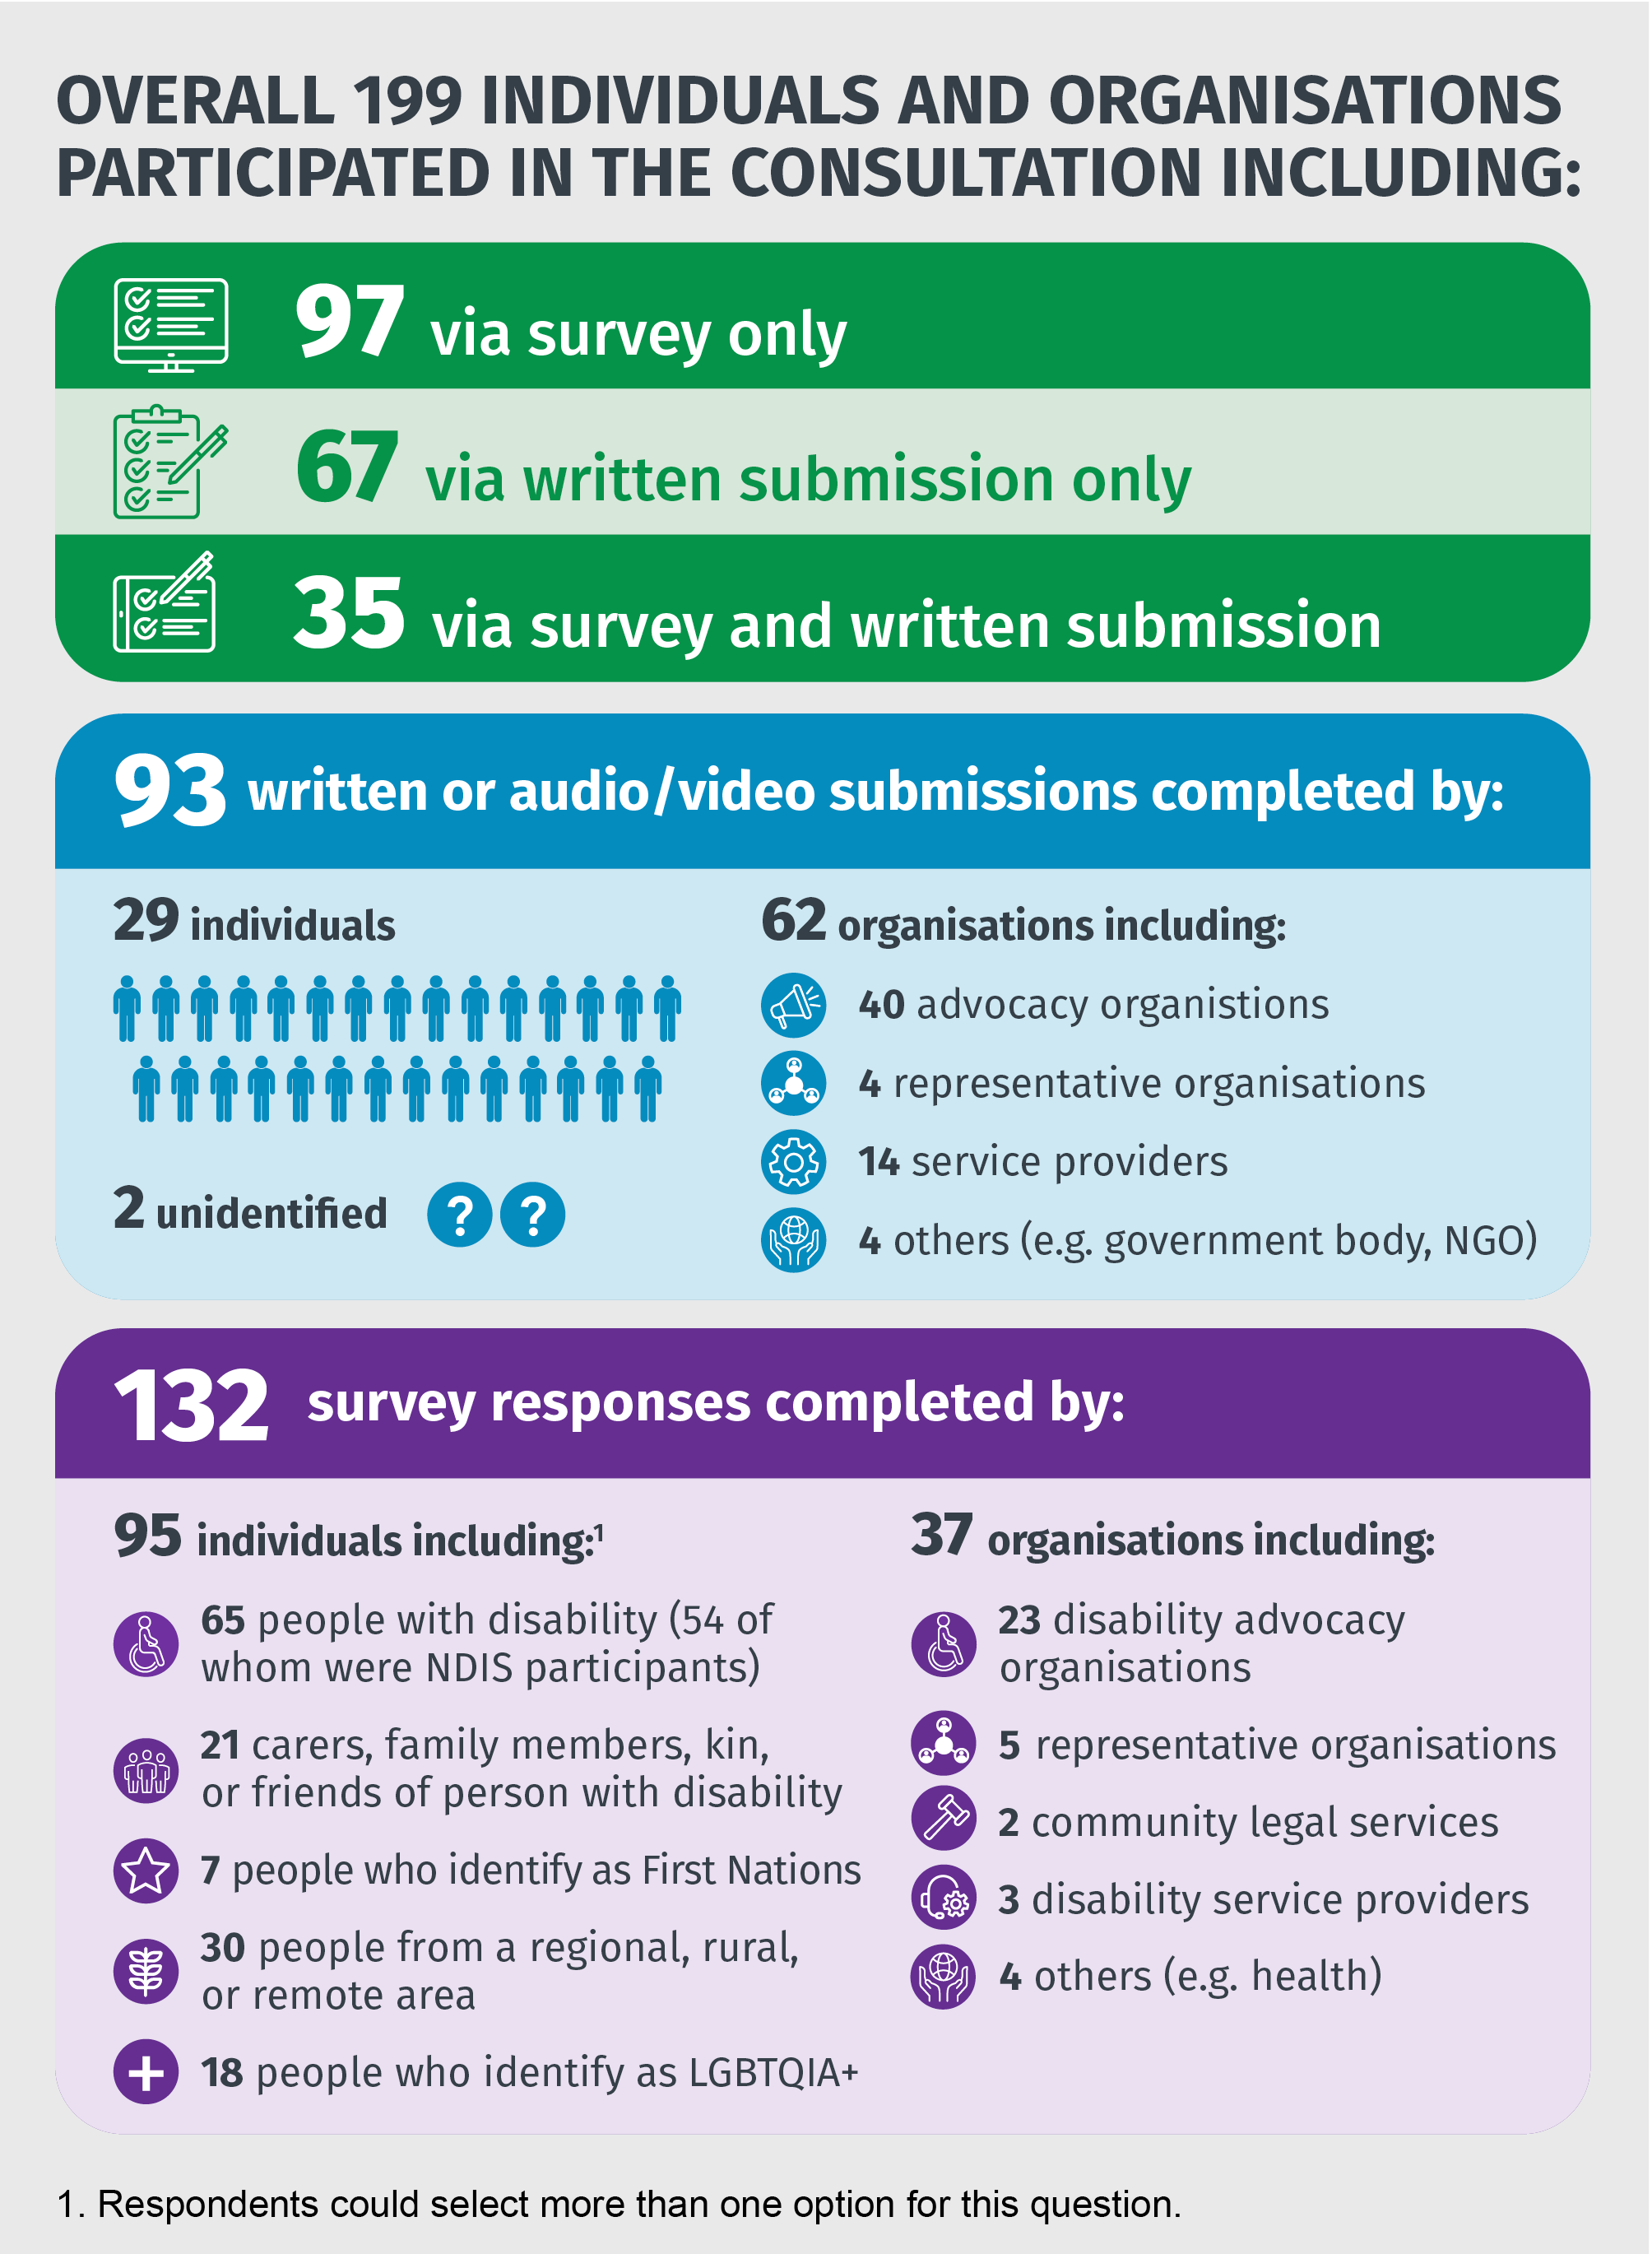 OVERALL 199 INDIVIDUALS AND ORGANISATIONS
PARTICIPATED IN THE CONSULTATION INCLUDING:
97 via survey only
67 via written submission only
35 via survey and written submission
93 written or audio/video submissions completed by:
29 individuals
2 unidentified
? ?
62 organisations including:
40 advocacy organistions
4 representative organisations
14 service providers
4 others (e.g. government body, NGO)
132 survey responses completed by:
95 individuals including:1
65 people with disability (54 of
whom were NDIS participants)
21 carers, family members, kin,
or friends of person with disability
7 people who identify as First Nations
30 people from a regional, rural,
or remote area
18 people who identify as LGBTQIA+
37 organisations including:
23 disability advocacy
organisations
5 representative organisations
2 community legal services
3 disability service providers
4 others (e.g. health)
1. Respondents could select more than one option for this question.